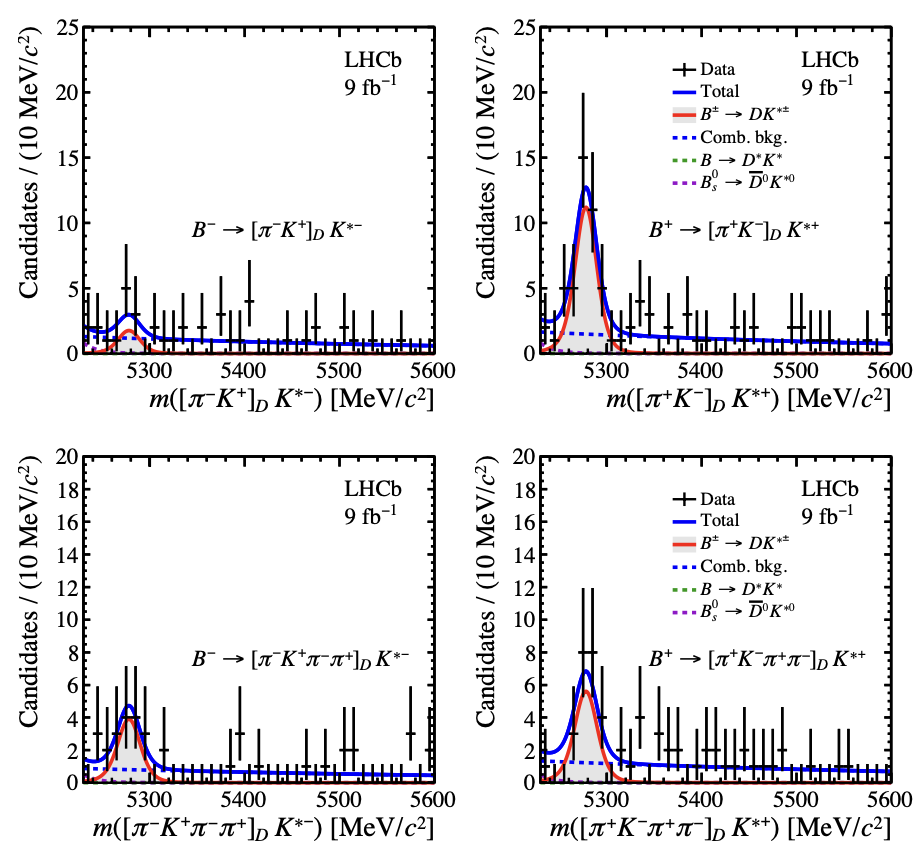 25
20
15
10
5
0
Candidates / (10 MeV/c²)
LHCb
9 fb⁻¹
B⁻ → [π⁻K⁺]_D K*⁻
5300 5400 5500 5600
m([π⁻K⁺]_D K*⁻) [MeV/c²]
25
20
15
10
5
0
Candidates / (10 MeV/c²)
LHCb
9 fb⁻¹
Data
Total
B± → DK*±
Comb. bkg.
B → D*K*
B_s⁰ → D̅⁰K*⁰
B⁺ → [π⁺K⁻]_D K*⁺
5300 5400 5500 5600
m([π⁺K⁻]_D K*⁺) [MeV/c²]
20
18
16
14
12
10
8
6
4
2
0
Candidates / (10 MeV/c²)
LHCb
9 fb⁻¹
B⁻ → [π⁻K⁺π⁻π⁺]_D K*⁻
5300 5400 5500 5600
m([π⁻K⁺π⁻π⁺]_D K*⁻) [MeV/c²]
20
18
16
14
12
10
8
6
4
2
0
Candidates / (10 MeV/c²)
LHCb
9 fb⁻¹
Data
Total
B± → DK*±
Comb. bkg.
B → D*K*
B_s⁰ → D̅⁰K*⁰
B⁺ → [π⁺K⁻π⁺π⁻]_D K*⁺
5300 5400 5500 5600
m([π⁺K⁻π⁺π⁻]_D K*⁺) [MeV/c²]